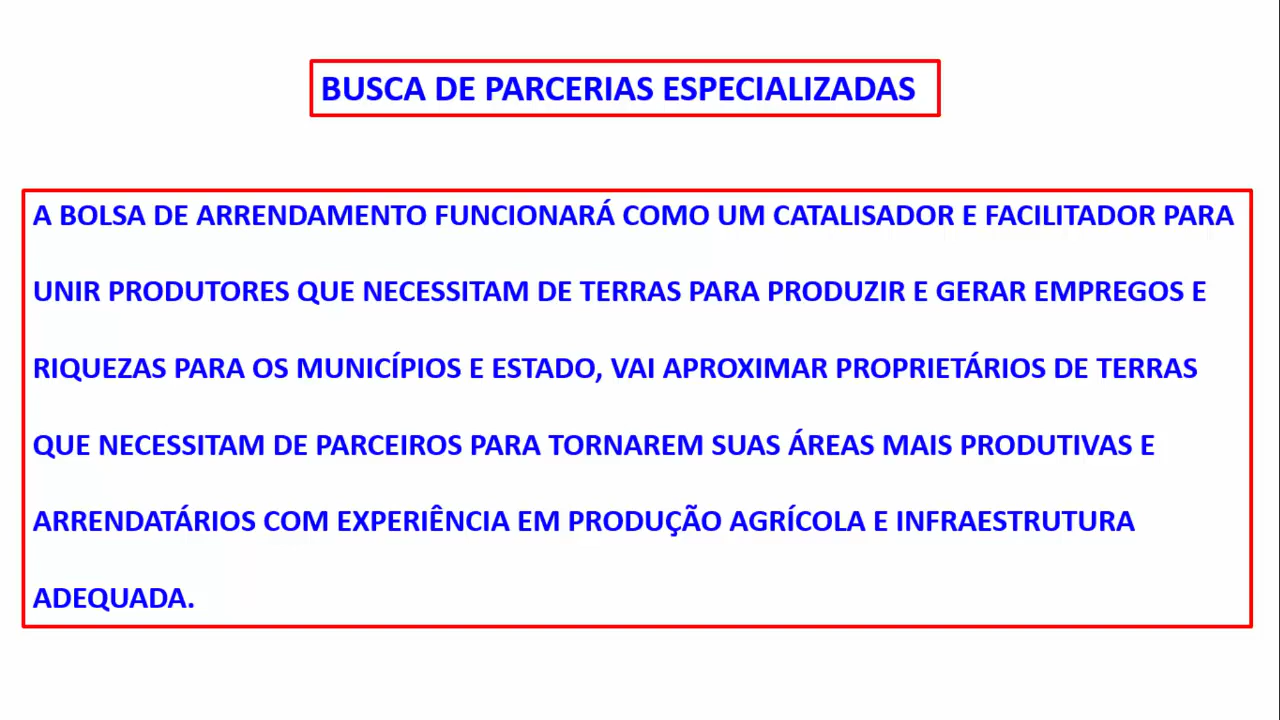 BUSCA DE PARCERIAS ESPECIALIZADAS
A BOLSA DE ARRENDAMENTO FUNCIONARÁ COMO UM CATALISADOR E FACILITADOR PARA
UNIR PRODUTORES QUE NECESSITAM DE TERRAS PARA PRODUZIR E GERAR EMPREGOS E
RIQUEZAS PARA OS MUNICÍPIOS E ESTADO, VAI APROXIMAR PROPRIETÁRIOS DE TERRAS
QUE NECESSITAM DE PARCEIROS PARA TORNAREM SUAS ÁREAS MAIS PRODUTIVAS E
ARRENDATÁRIOS COM EXPERIÊNCIA EM PRODUÇÃO AGRÍCOLA E INFRAESTRUTURA
ADEQUADA.